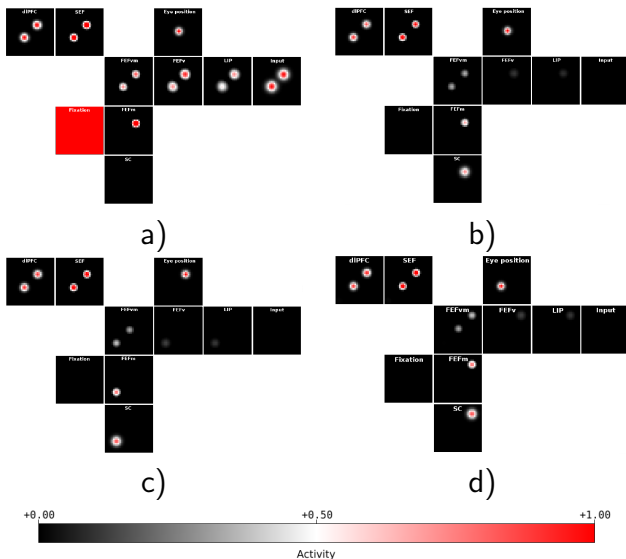 dlPFC SEF Eye position
FEFvm FEFv LIP Input
Fixation FEFm
SC
a)
dlPFC SEF Eye position
FEFvm FEFv LIP Input
Fixation FEFm
SC
b)
dlPFC SEF Eye position
FEFvm FEFv LIP Input
Fixation FEFm
SC
c)
dlPFC SEF Eye position
FEFvm FEFv LIP Input
Fixation FEFm
SC
d)
+0.00 +0.50 +1.00
Activity